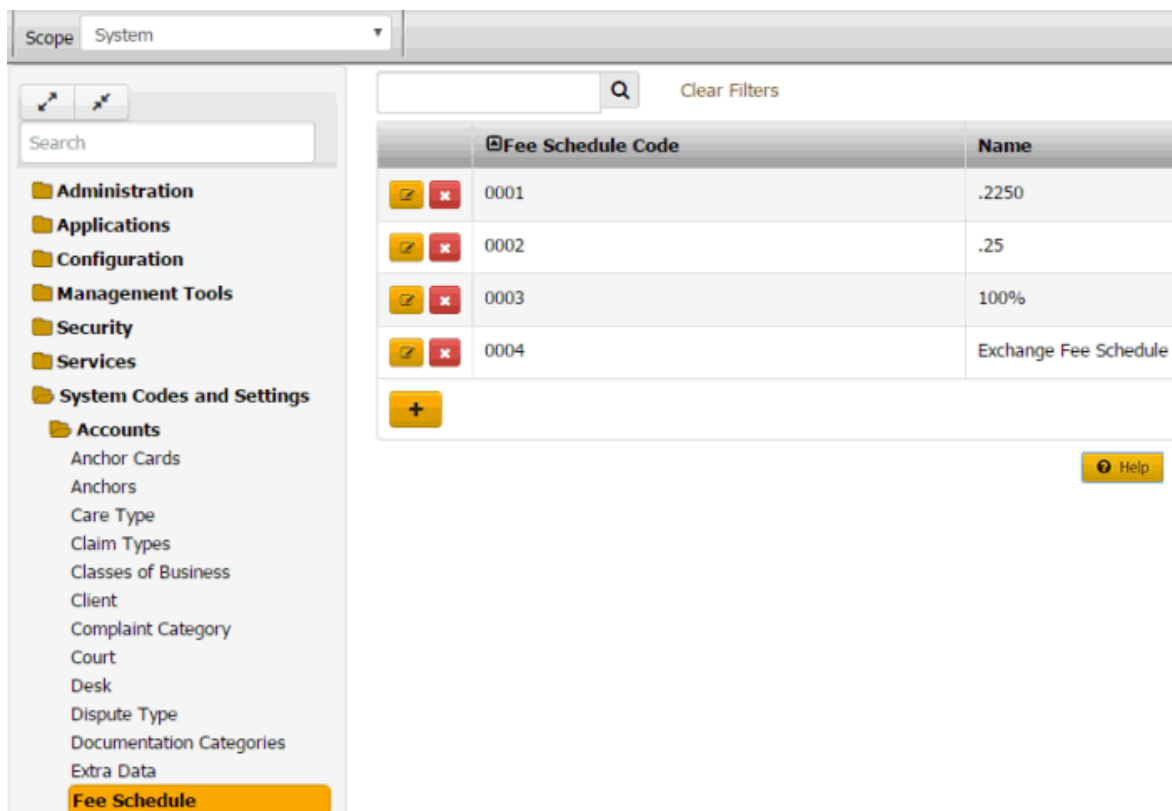 Scope System
Clear Filters
Search
Administration
Applications
Configuration
Management Tools
Security
Services
System Codes and Settings
Accounts
Anchor Cards
Anchors
Care Type
Claim Types
Classes of Business
Client
Complaint Category
Court
Desk
Dispute Type
Documentation Categories
Extra Data
Fee Schedule
Fee Schedule Code Name
0001 .2250
0002 .25
0003 100%
0004 Exchange Fee Schedule
Help